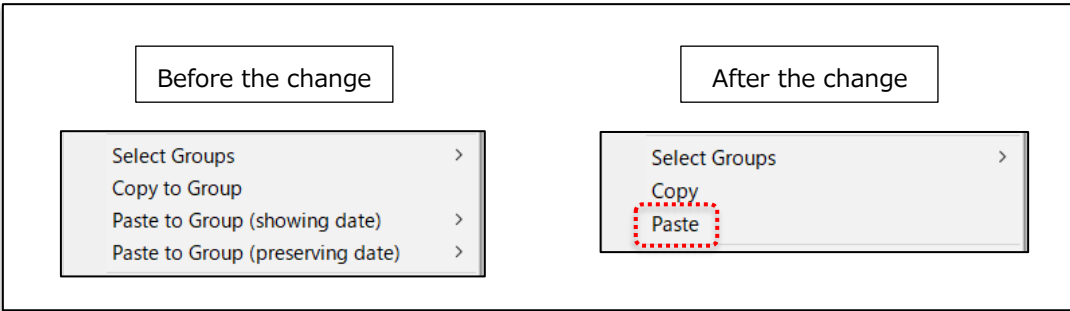 Before the change
Select Groups
Copy to Group
Paste to Group (showing date)
Paste to Group (preserving date)
After the change
Select Groups
Copy
Paste